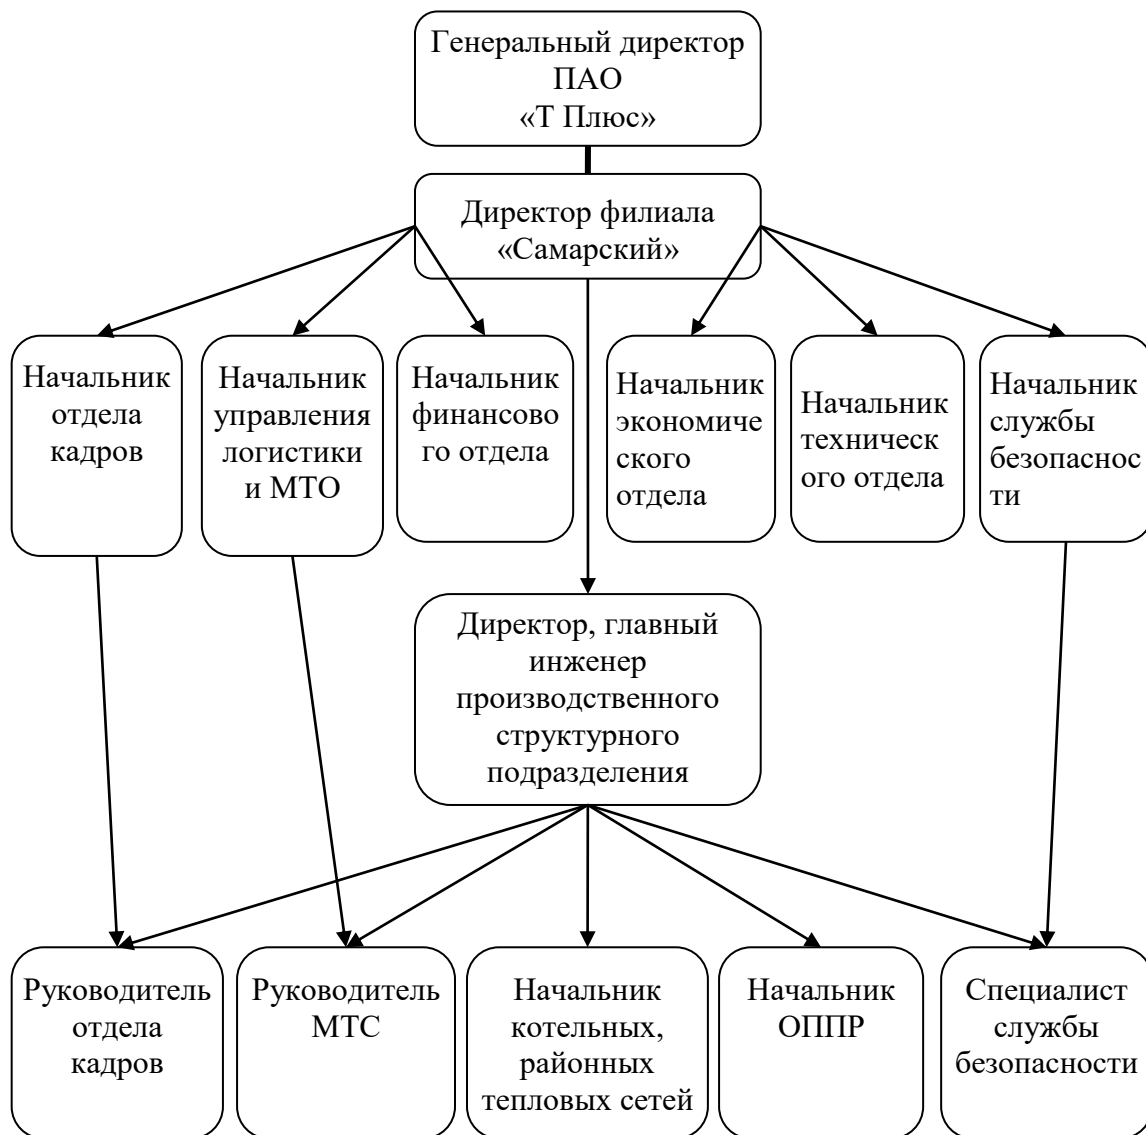 Генеральный директор
ПАО
«Т Плюс»
Директор филиала
«Самарский»
Начальник
отдела
кадров
Начальник
управления
логистики
и МТО
Начальник
финансово
го отдела
Начальник
экономиче
ского
отдела
Начальник
техническ
ого отдела
Начальник
службы
безопаснос
ти
Директор, главный
инженер
производственного
структурного
подразделения
Руководитель
отдела
кадров
Руководитель
МТС
Начальник
котельных,
районных
тепловых сетей
Начальник
ОППР
Специалист
службы
безопасности